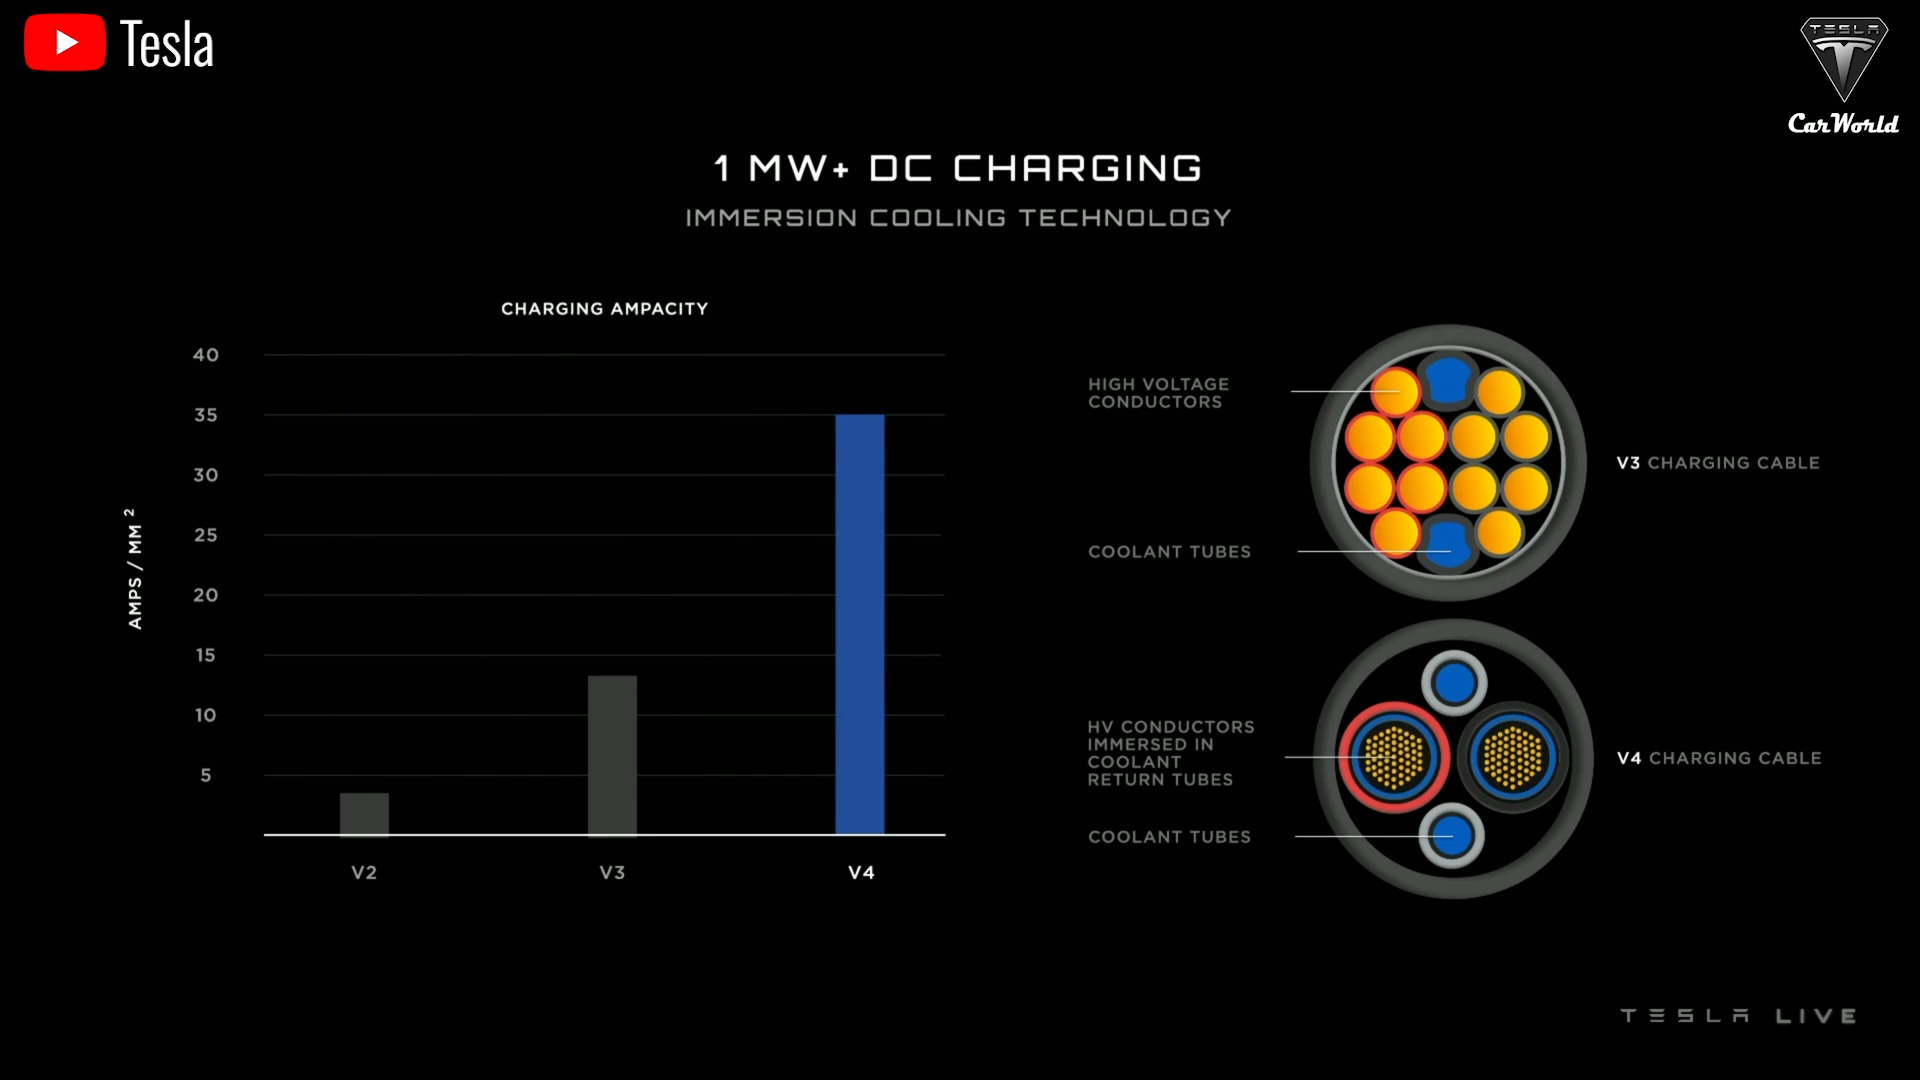 Tesla
TESLA
CarWorld
1 MW+ DC CHARGING
IMMERSION COOLING TECHNOLOGY
CHARGING AMPACITY
40
35
30
25
20
15
10
5
AMPS / MM ²
V2
V3
V4
HIGH VOLTAGE
CONDUCTORS
COOLANT TUBES
V3 CHARGING CABLE
HV CONDUCTORS
IMMERSED IN
COOLANT
RETURN TUBES
COOLANT TUBES
V4 CHARGING CABLE
TESLA LIVE